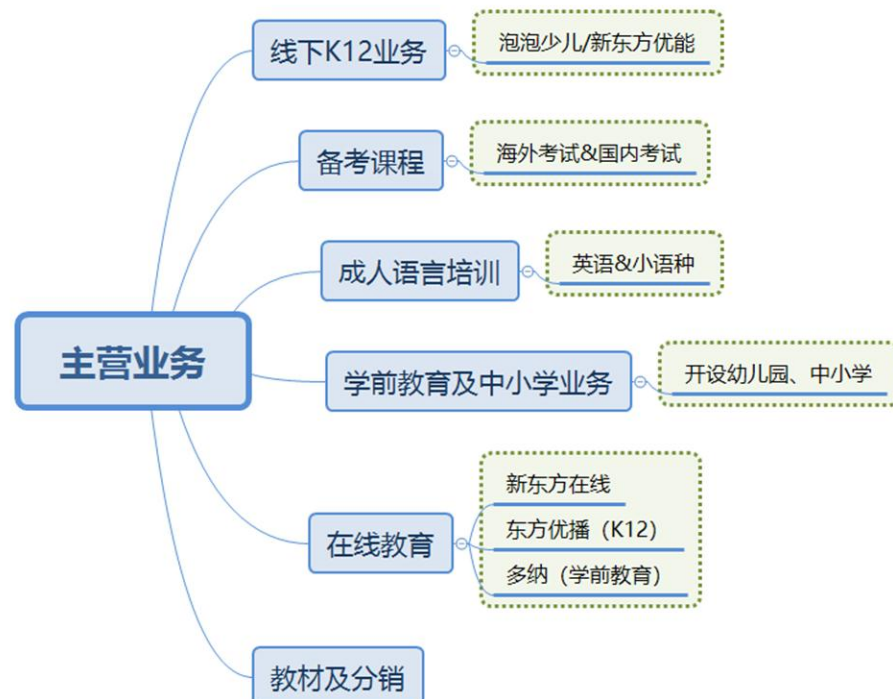 线下K12业务
泡泡少儿/新东方优能
备考课程
海外考试&国内考试
成人语言培训
英语&小语种
主营业务
学前教育及中小学业务
开设幼儿园、中小学
在线教育
新东方在线
东方优播（K12）
多纳（学前教育）
教材及分销